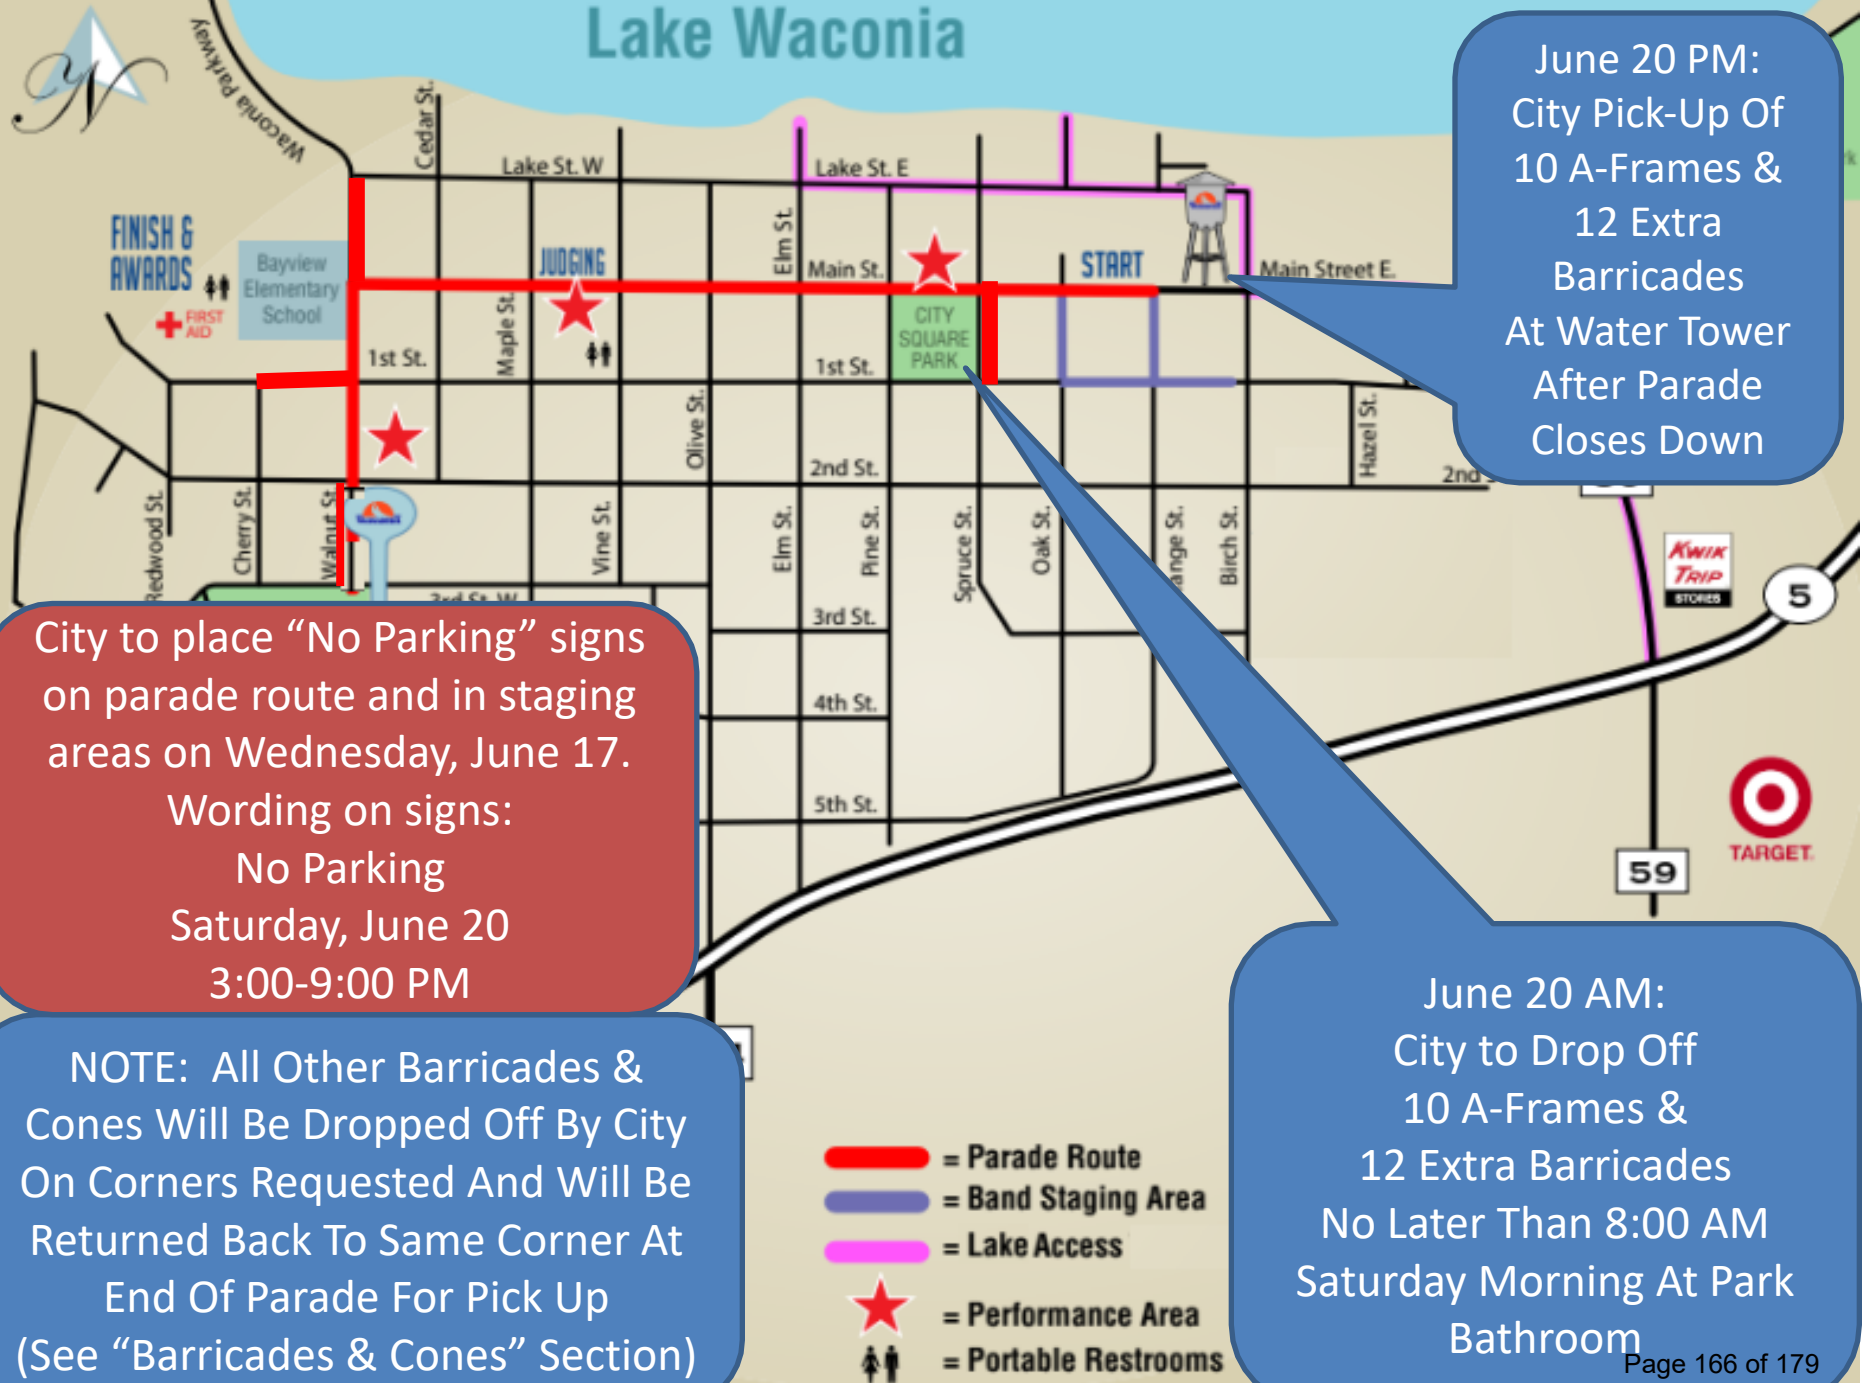 Lake Waconia
N
Waconia Parkway
Cedar St.
Lake St. W
Lake St. E
FINISH &
AWARDS
FIRST
AID
Bayview
Elementary
School
JUDGING
Elm St.
Main St.
START
Main Street E.
CITY
SQUARE
PARK
1st St.
Maple St.
1st St.
Olive St.
Hazel St.
2nd St.
2nd
Redwood St.
Cherry St.
Walnut St.
Vine St.
Elm St.
Pine St.
Spruce St.
Oak St.
ange St.
Birch St.
3rd St. W
3rd St.
4th St.
5th St.
KWIK
TRIP
STORES
5
TARGET.
59
June 20 PM:
City Pick-Up Of
10 A-Frames &
12 Extra
Barricades
At Water Tower
After Parade
Closes Down
City to place “No Parking” signs
on parade route and in staging
areas on Wednesday, June 17.
Wording on signs:
No Parking
Saturday, June 20
3:00-9:00 PM
NOTE:  All Other Barricades &
Cones Will Be Dropped Off By City
On Corners Requested And Will Be
Returned Back To Same Corner At
End Of Parade For Pick Up
(See “Barricades & Cones” Section)
= Parade Route
= Band Staging Area
= Lake Access
= Performance Area
= Portable Restrooms
June 20 AM:
City to Drop Off
10 A-Frames &
12 Extra Barricades
No Later Than 8:00 AM
Saturday Morning At Park
Bathroom
Page 166 of 179